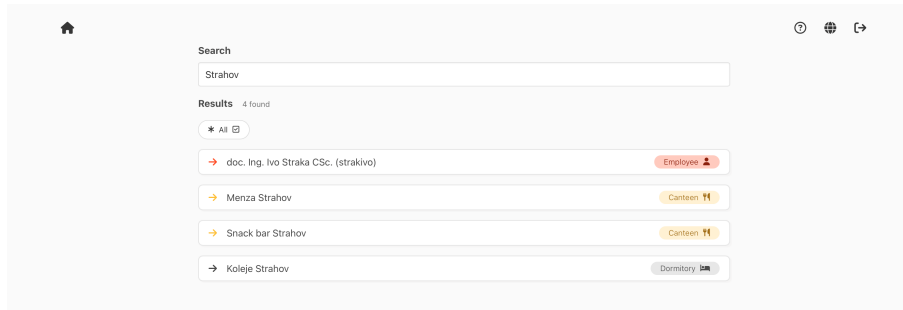 Search
Strahov
Results 4 found
All
doc. Ing. Ivo Straka CSc. (strakivo) Employee
Menza Strahov Canteen
Snack bar Strahov Canteen
Koleje Strahov Dormitory